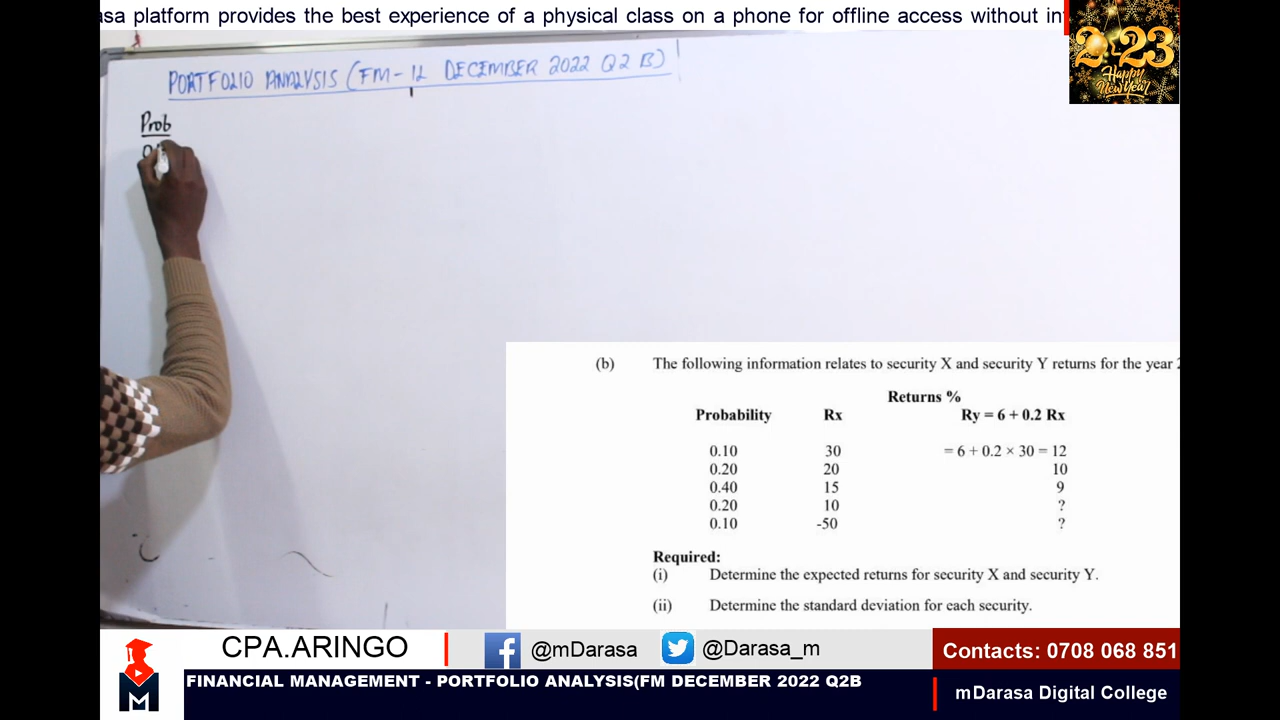 asa platform provides the best experience of a physical class on a phone for offline access without in
2023
Happy
New Year
PORTFOLIO ANALYSIS (FM-12 DECEMBER 2022 Q2 B)
Prob
(b) The following information relates to security X and security Y returns for the year
Returns %
Probability Rx Ry = 6 + 0.2 Rx
0.10 30 = 6 + 0.2 × 30 = 12
0.20 20 10
0.40 15 9
0.20 10 ?
0.10 -50 ?
Required:
(i) Determine the expected returns for security X and security Y.
(ii) Determine the standard deviation for each security.
CPA.ARINGO
@mDarasa
@Darasa_m
Contacts: 0708 068 851
M
FINANCIAL MANAGEMENT - PORTFOLIO ANALYSIS(FM DECEMBER 2022 Q2B
mDarasa Digital College